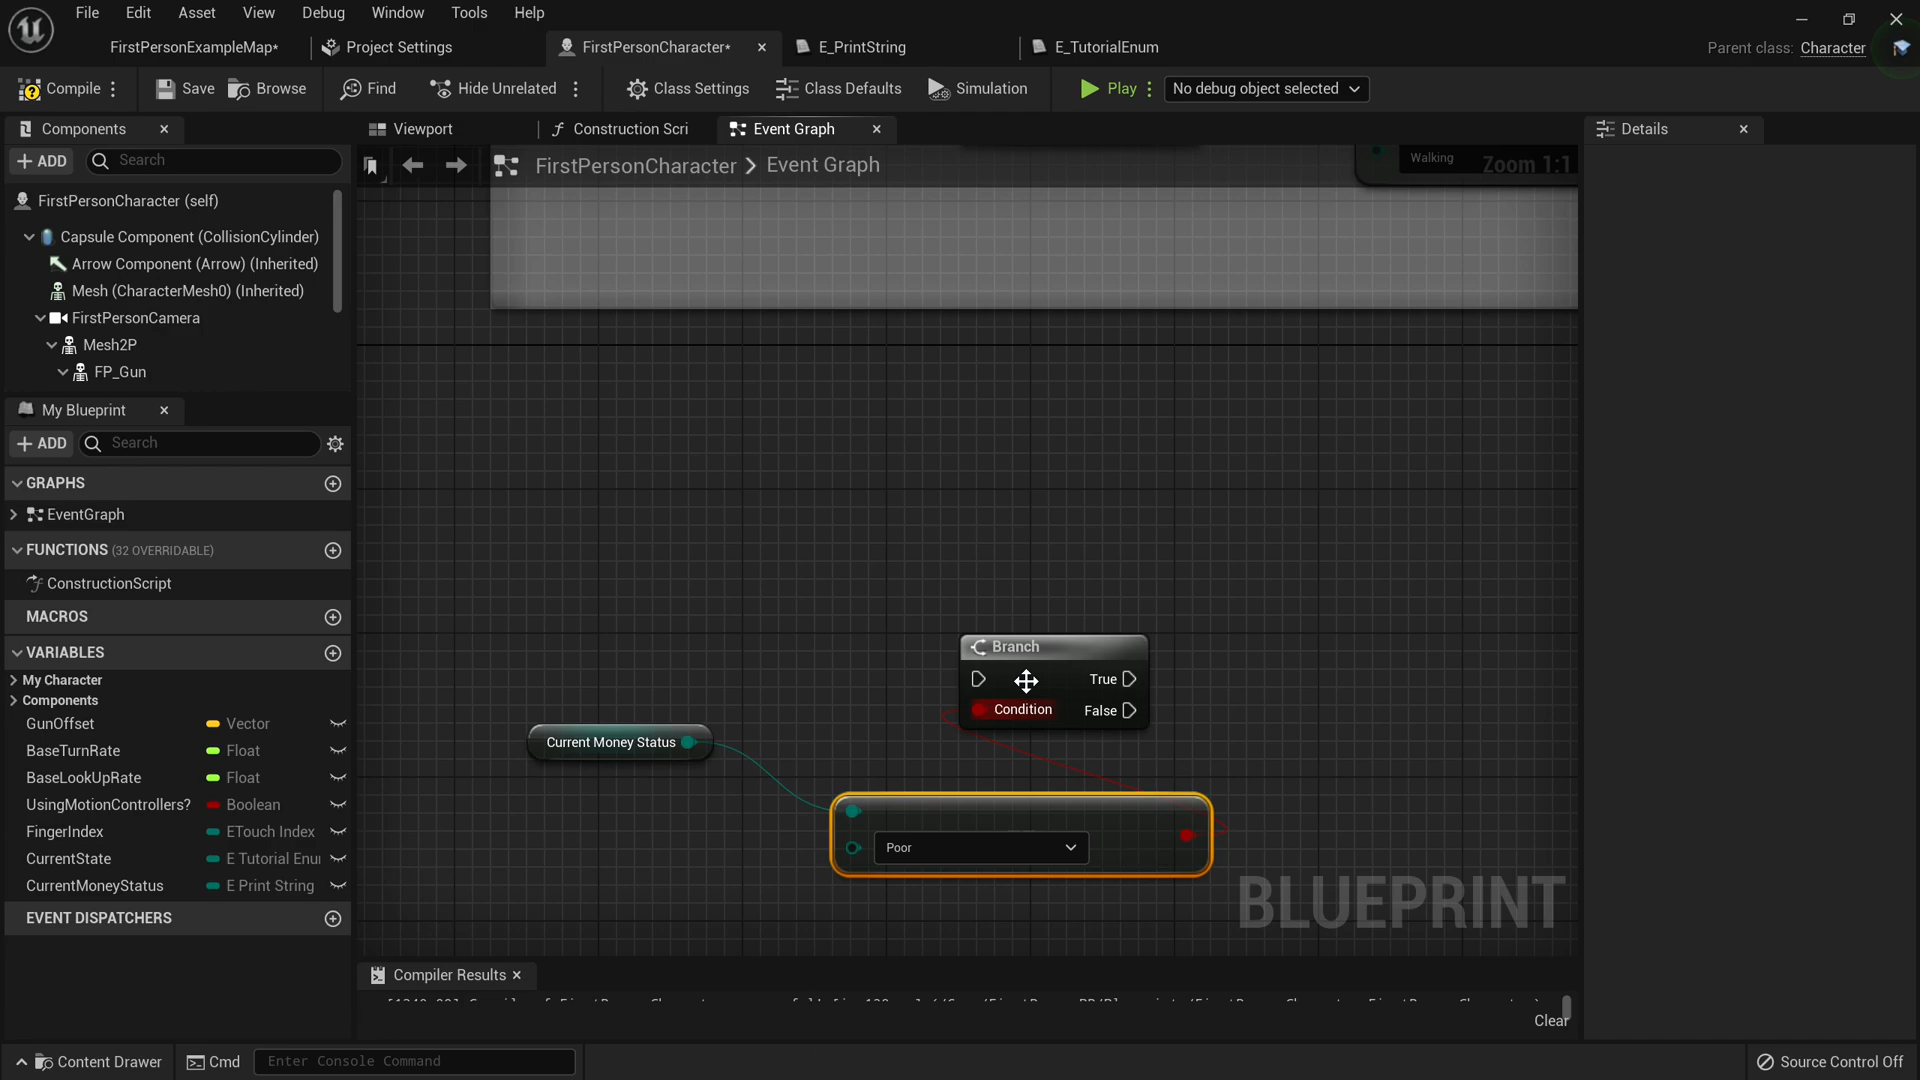 File Edit Asset View Debug Window Tools Help
FirstPersonExampleMap* Project Settings FirstPersonCharacter* E_PrintString E_TutorialEnum Parent class: Character
Compile Save Browse Find Hide Unrelated Class Settings Class Defaults Simulation Play No debug object selected
Components Viewport Construction Scri Event Graph Details
ADD Search
FirstPersonCharacter Event Graph
Walking Zoom 1:1
FirstPersonCharacter (self)
Capsule Component (CollisionCylinder)
Arrow Component (Arrow) (Inherited)
Mesh (CharacterMesh0) (Inherited)
FirstPersonCamera
Mesh2P
FP_Gun
My Blueprint
ADD Search
GRAPHS
EventGraph
FUNCTIONS (32 OVERRIDABLE)
ConstructionScript
MACROS
VARIABLES
My Character
Components
GunOffset Vector
BaseTurnRate Float
BaseLookUpRate Float
UsingMotionControllers? Boolean
FingerIndex ETouch Index
CurrentState E Tutorial Enu
CurrentMoneyStatus E Print String
EVENT DISPATCHERS
Branch
True
Condition False
Current Money Status
Poor
BLUEPRINT
Compiler Results
Clear
Content Drawer Cmd Enter Console Command Source Control Off